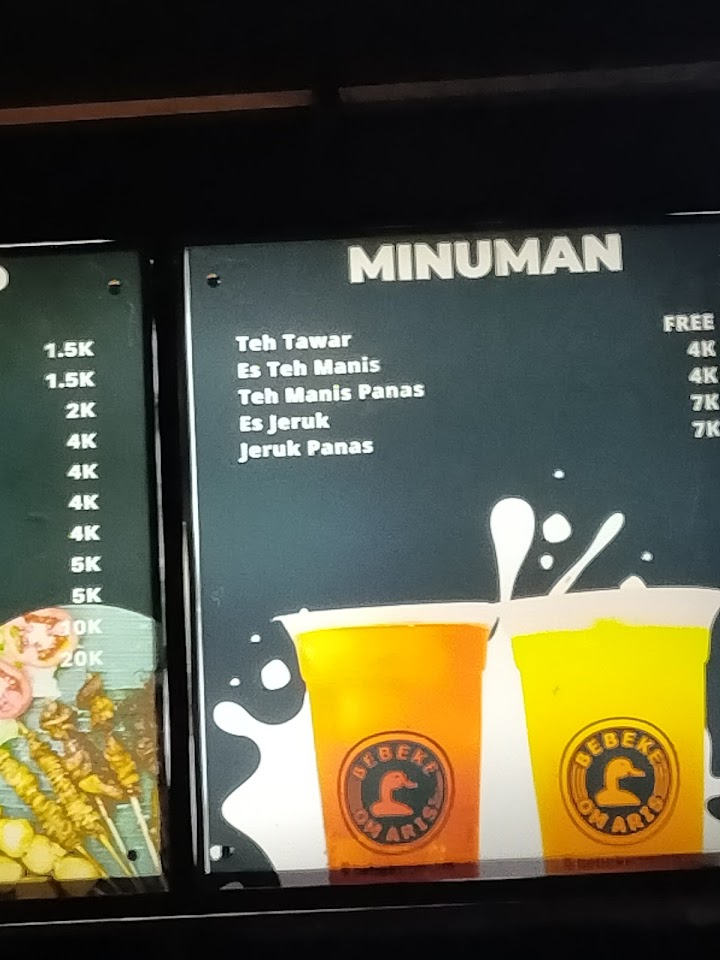 1.5K
1.5K
2K
4K
4K
4K
4K
5K
5K
10K
20K
MINUMAN
Teh Tawar FREE
Es Teh Manis 4K
Teh Manis Panas 4K
Es Jeruk 7K
Jeruk Panas 7K
BEBEKE
OM ARIS
BEBEKE
OM ARIS